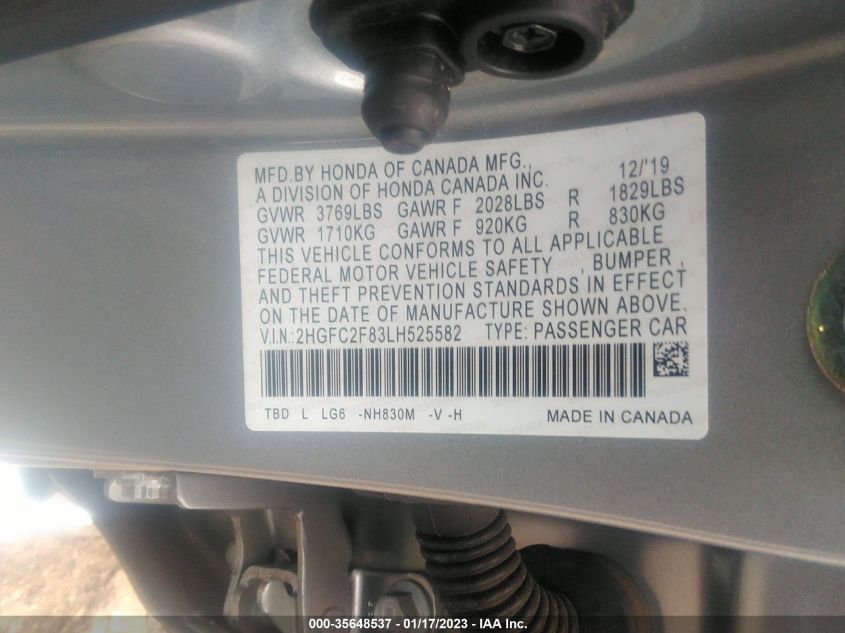 MFD.BY HONDA OF CANADA MFG., 12/'19
A DIVISION OF HONDA CANADA INC.
GVWR 3769LBS GAWR F 2028LBS R 1829LBS
GVWR 1710KG GAWR F 920KG R 830KG
THIS VEHICLE CONFORMS TO ALL APPLICABLE
FEDERAL MOTOR VEHICLE SAFETY , BUMPER ,
AND THEFT PREVENTION STANDARDS IN EFFECT
ON THE DATE OF MANUFACTURE SHOWN ABOVE.
V.I.N.:2HGFC2F83LH525582 TYPE: PASSENGER CAR
TBD L LG6 -NH830M -V -H MADE IN CANADA
000-35648537 - 01/17/2023 - IAA Inc.